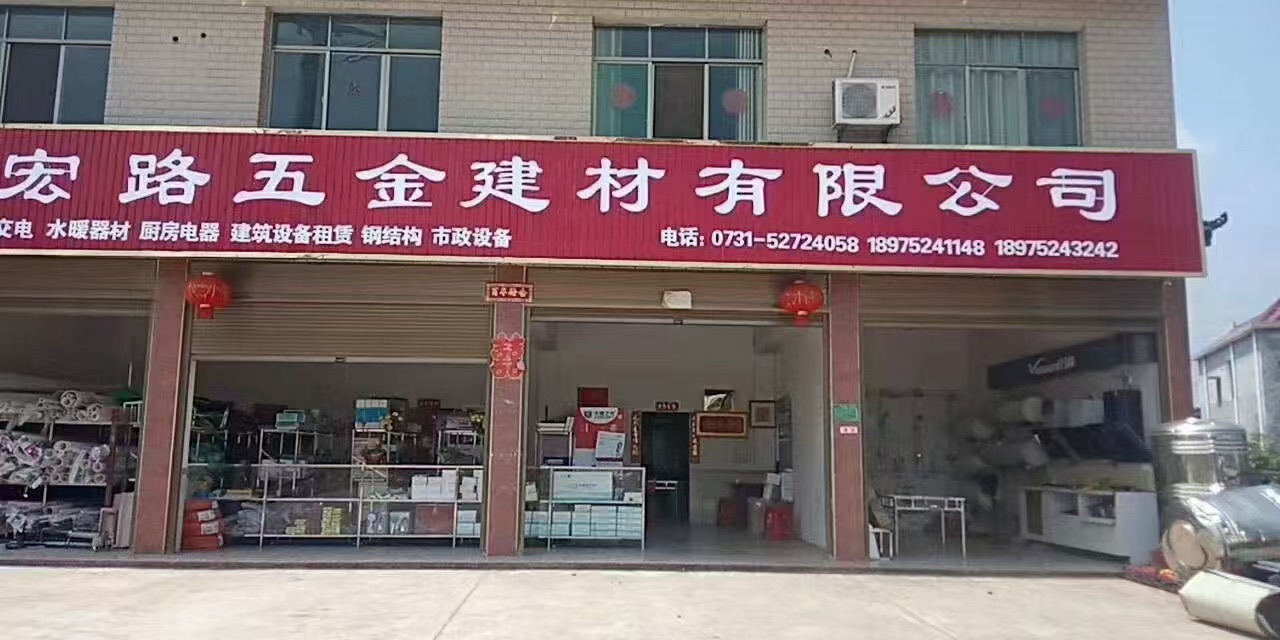 宏路五金建材有限公司
交电 水暖器材 厨房电器 建筑设备租赁 钢结构 市政设备
电话: 0731-52724058 18975241148 18975243242